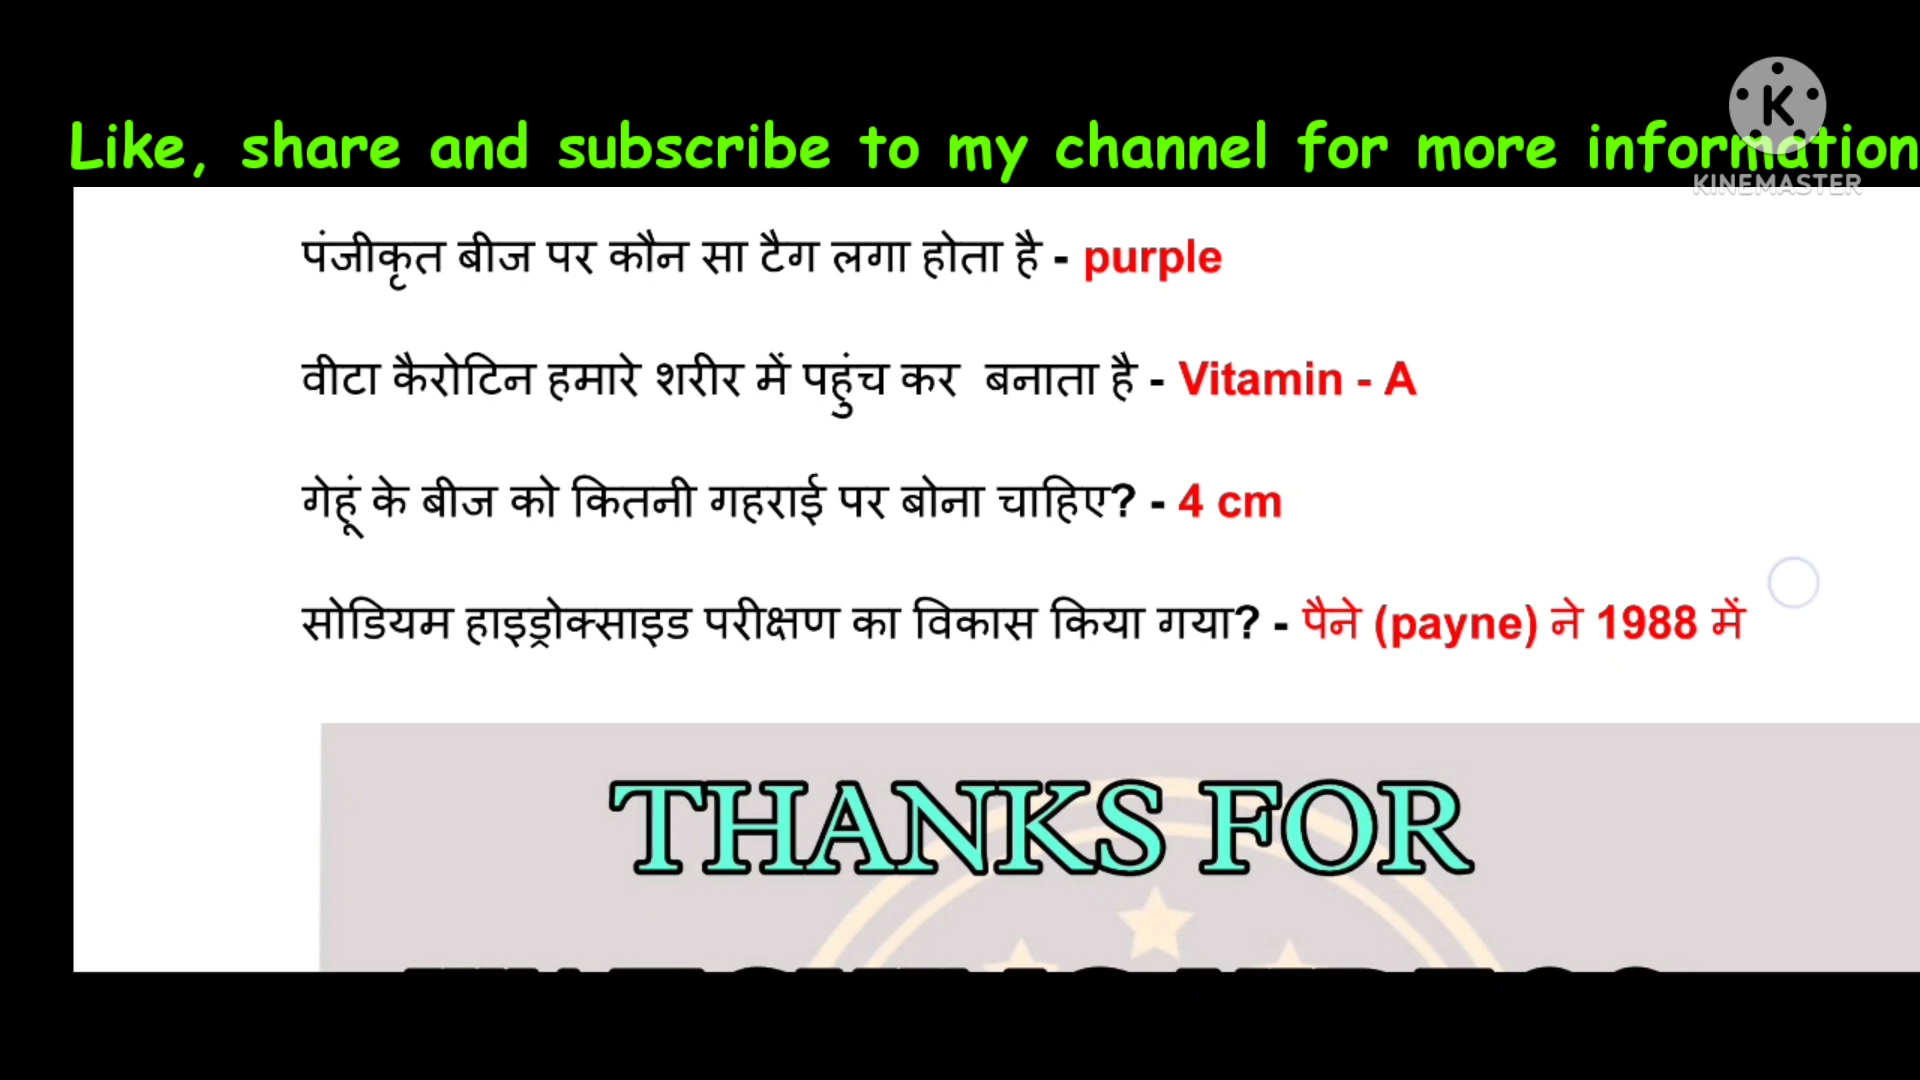 Like, share and subscribe to my channel for more information
K
KINEMASTER
पंजीकृत बीज पर कौन सा टैग लगा होता है - purple
वीटा कैरोटिन हमारे शरीर में पहुंच कर बनाता है - Vitamin - A
गेहूं के बीज को कितनी गहराई पर बोना चाहिए? - 4 cm
सोडियम हाइड्रोक्साइड परीक्षण का विकास किया गया? - पैने (payne) ने 1988 में
THANKS FOR